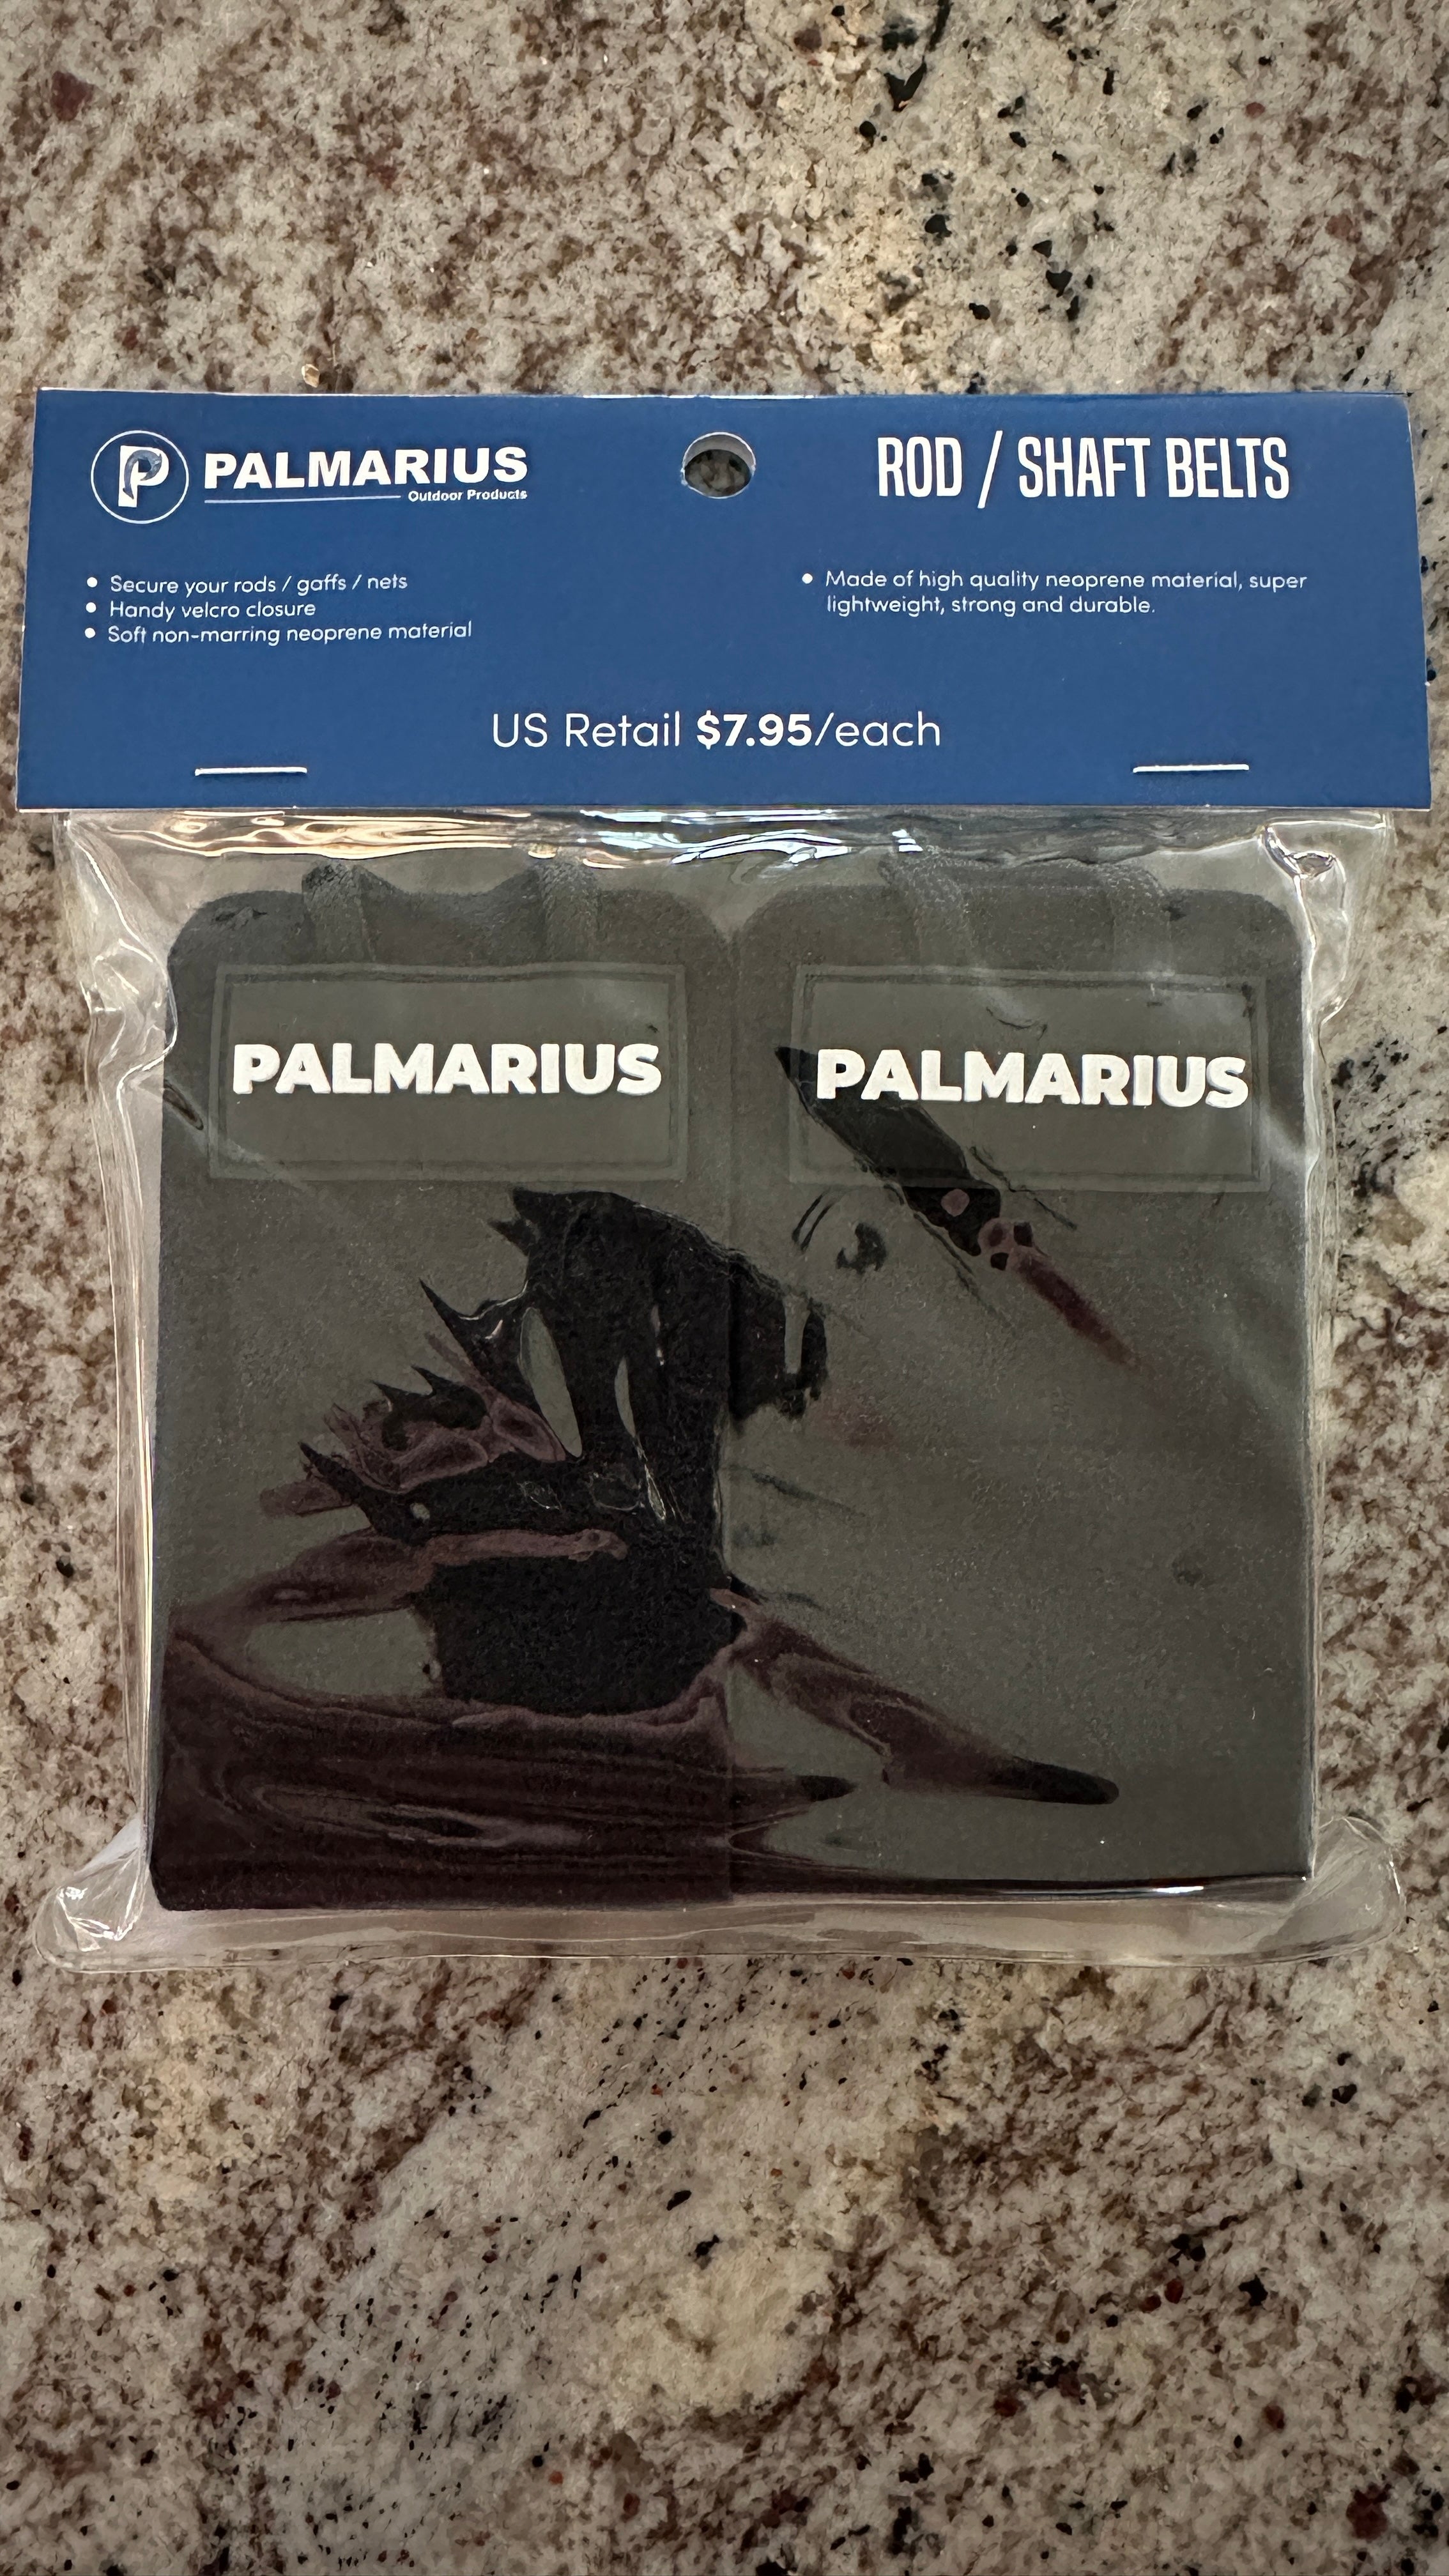 PALMARIUS
Outdoor Products
ROD / SHAFT BELTS
• Secure your rods / gaffs / nets
• Handy velcro closure
• Soft non-marring neoprene material
• Made of high quality neoprene material, super
lightweight, strong and durable.
US Retail $7.95/each
PALMARIUS
PALMARIUS